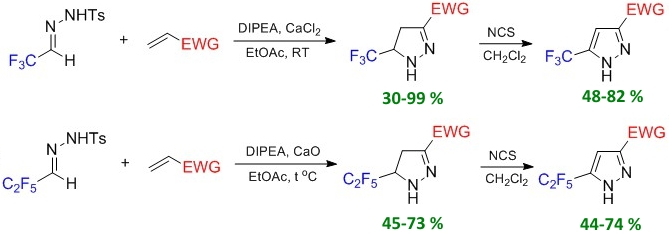 NHTs
N
F3C
H
+
EWG
DIPEA, CaCl2
EtOAc, RT
EWG
F3C
N
N
H
30-99 %
NCS
CH2Cl2
EWG
F3C
N
N
H
48-82 %
NHTs
N
C2F5
H
+
EWG
DIPEA, CaO
EtOAc, t °C
EWG
C2F5
N
N
H
45-73 %
NCS
CH2Cl2
EWG
C2F5
N
N
H
44-74 %